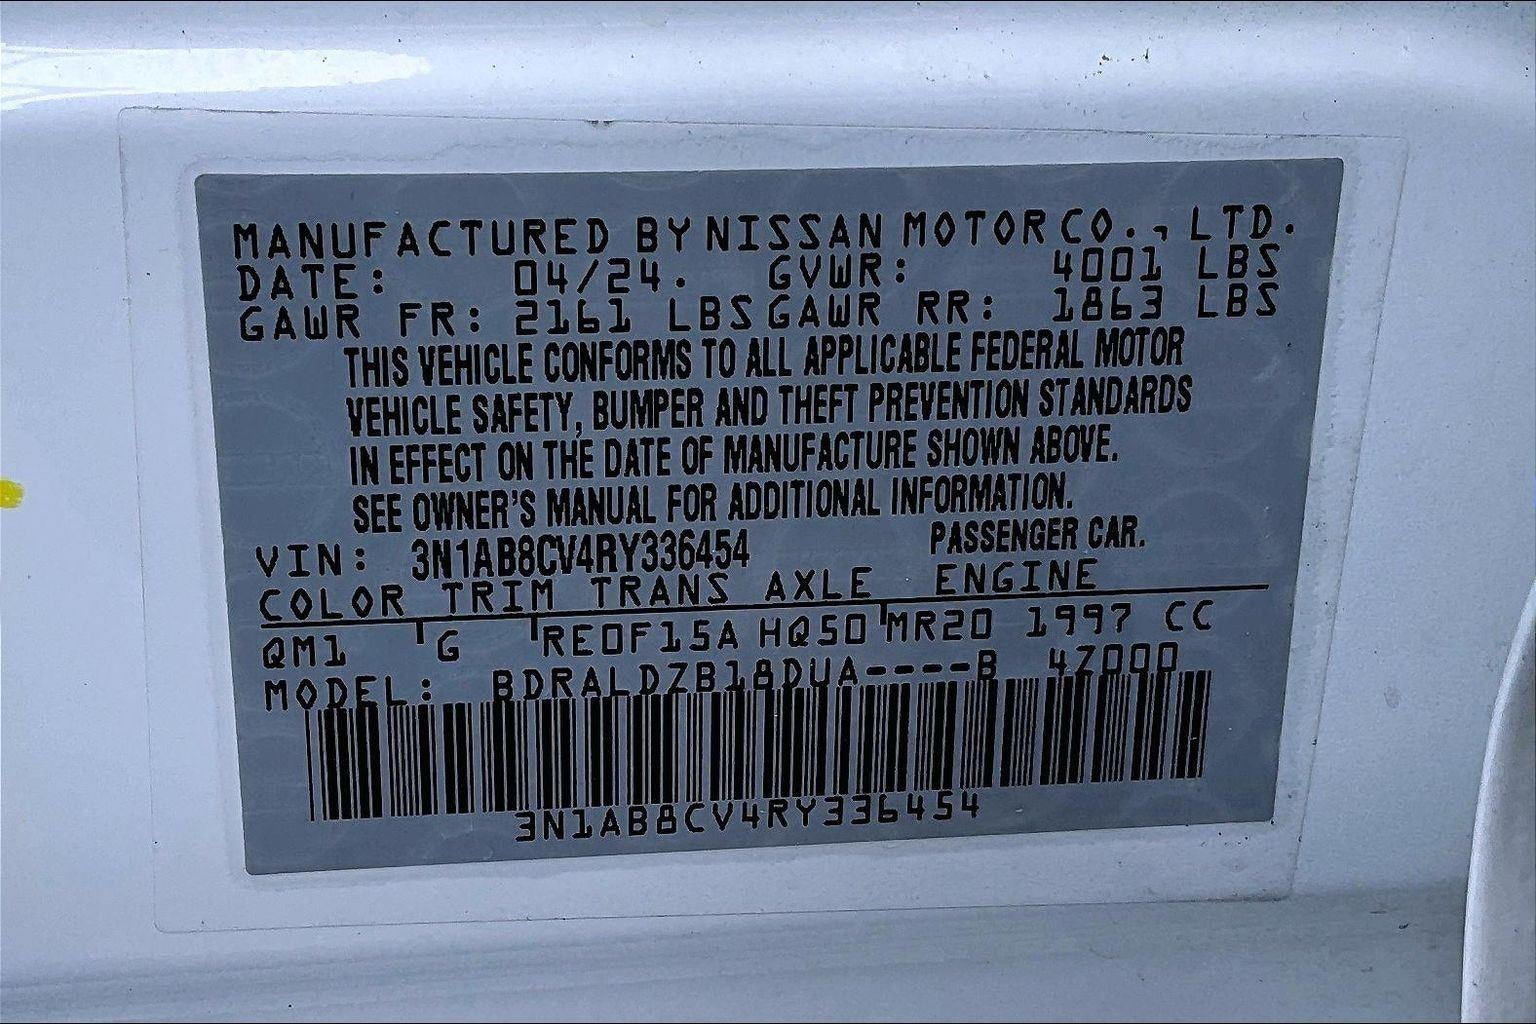 MANUFACTURED BY NISSAN MOTOR CO., LTD.
DATE: 04/24. GVWR: 4001 LBS
GAWR FR: 2161 LBS GAWR RR: 1863 LBS
THIS VEHICLE CONFORMS TO ALL APPLICABLE FEDERAL MOTOR
VEHICLE SAFETY, BUMPER AND THEFT PREVENTION STANDARDS
IN EFFECT ON THE DATE OF MANUFACTURE SHOWN ABOVE.
SEE OWNER'S MANUAL FOR ADDITIONAL INFORMATION.
VIN: 3N1AB8CV4RY336454 PASSENGER CAR.
COLOR TRIM TRANS AXLE ENGINE
QM1 G RE0F15A HQ50 MR20 1997 CC
MODEL: BDRALDZB18DUA----B 4Z000
3N1AB8CV4RY336454